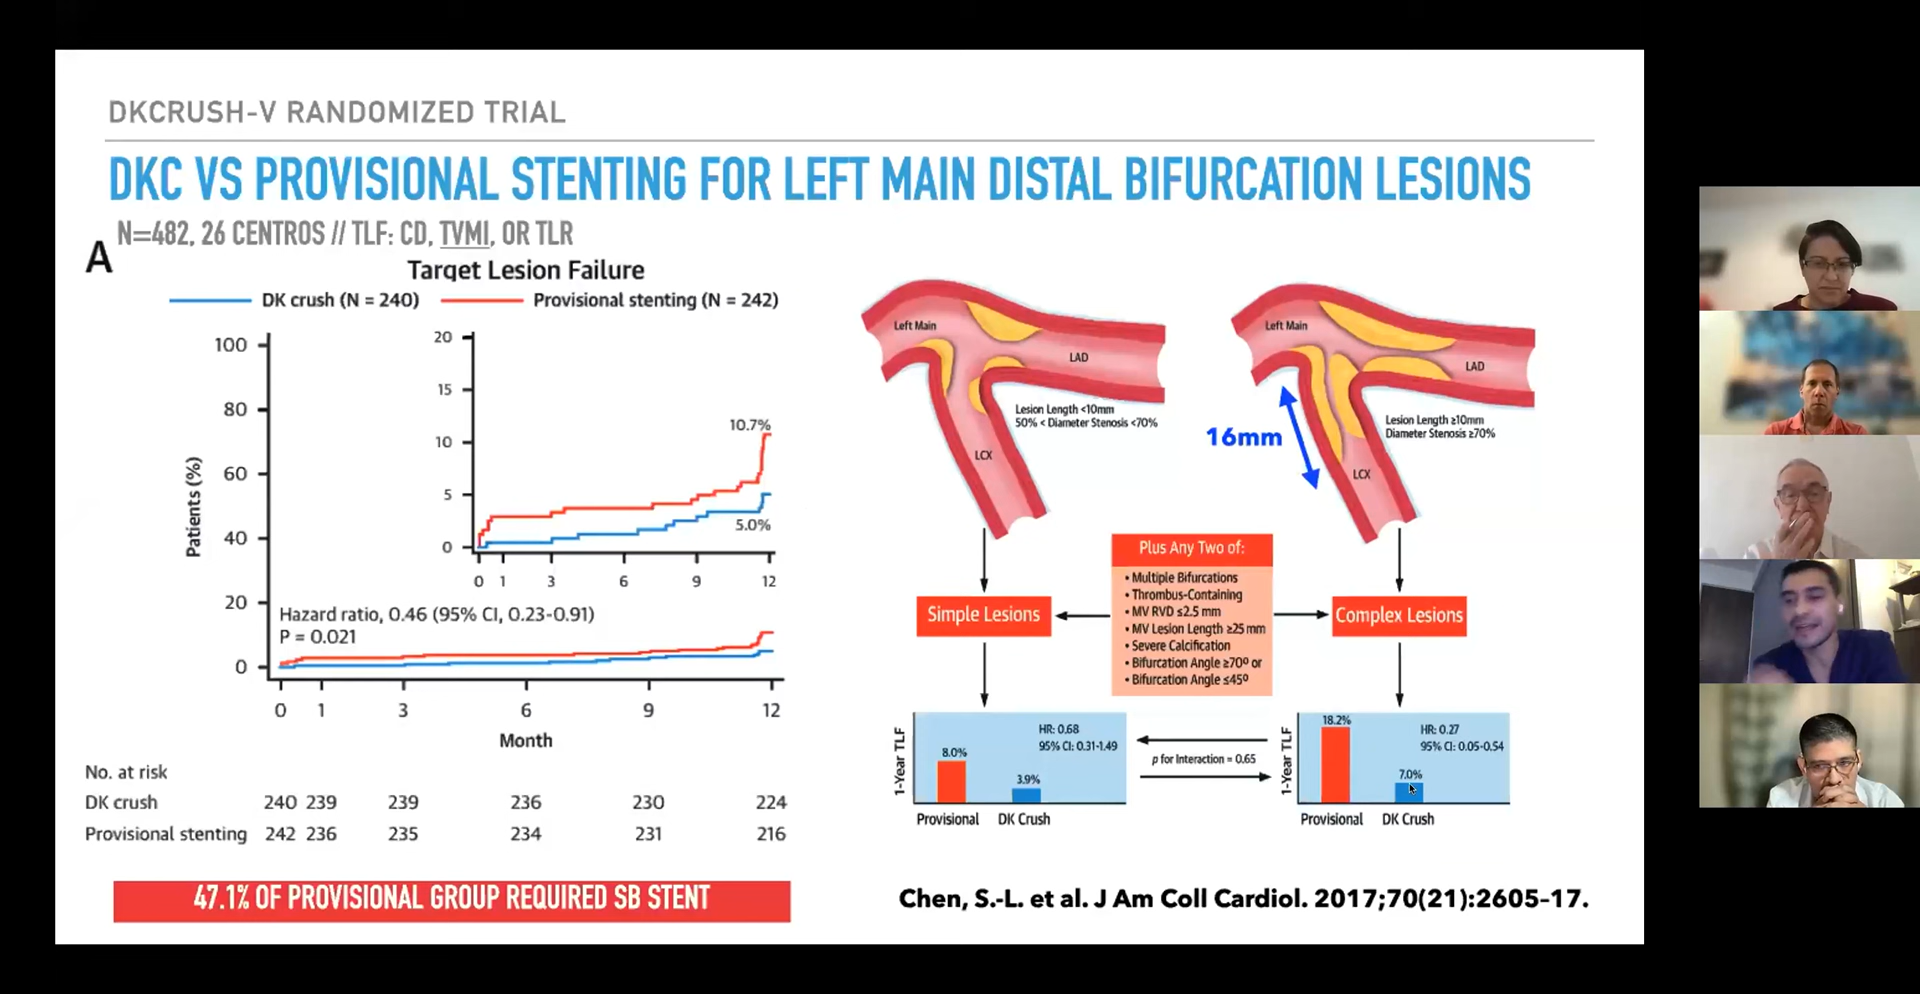 DKCRUSH-V RANDOMIZED TRIAL
DKC VS PROVISIONAL STENTING FOR LEFT MAIN DISTAL BIFURCATION LESIONS
N=482, 26 CENTROS // TLF: CD, TVMI, OR TLR
A
Target Lesion Failure
DK crush (N = 240) Provisional stenting (N = 242)
100
80
60
40
20
0
Patients (%)
20
15
10
5
0
10.7%
5.0%
0 1 3 6 9 12
Hazard ratio, 0.46 (95% CI, 0.23-0.91)
P = 0.021
0 1 3 6 9 12
Month
No. at risk
DK crush 240 239 239 236 230 224
Provisional stenting 242 236 235 234 231 216
47.1% OF PROVISIONAL GROUP REQUIRED SB STENT
Left Main
LAD
Lesion Length <10mm
50% < Diameter Stenosis <70%
LCX
Left Main
LAD
Lesion Length ≥10mm
Diameter Stenosis ≥70%
16mm
LCX
Simple Lesions
Plus Any Two of:
• Multiple Bifurcations
• Thrombus-Containing
• MV RVD ≤2.5 mm
• MV Lesion Length ≥25 mm
• Severe Calcification
• Bifurcation Angle ≥70º or
• Bifurcation Angle ≤45º
Complex Lesions
1-Year TLF
8.0%
3.9%
HR: 0.68
95% CI: 0.31-1.49
Provisional DK Crush
p for Interaction = 0.65
1-Year TLF
18.2%
7.0%
HR: 0.27
95% CI: 0.05-0.54
Provisional DK Crush
Chen, S.-L. et al. J Am Coll Cardiol. 2017;70(21):2605–17.